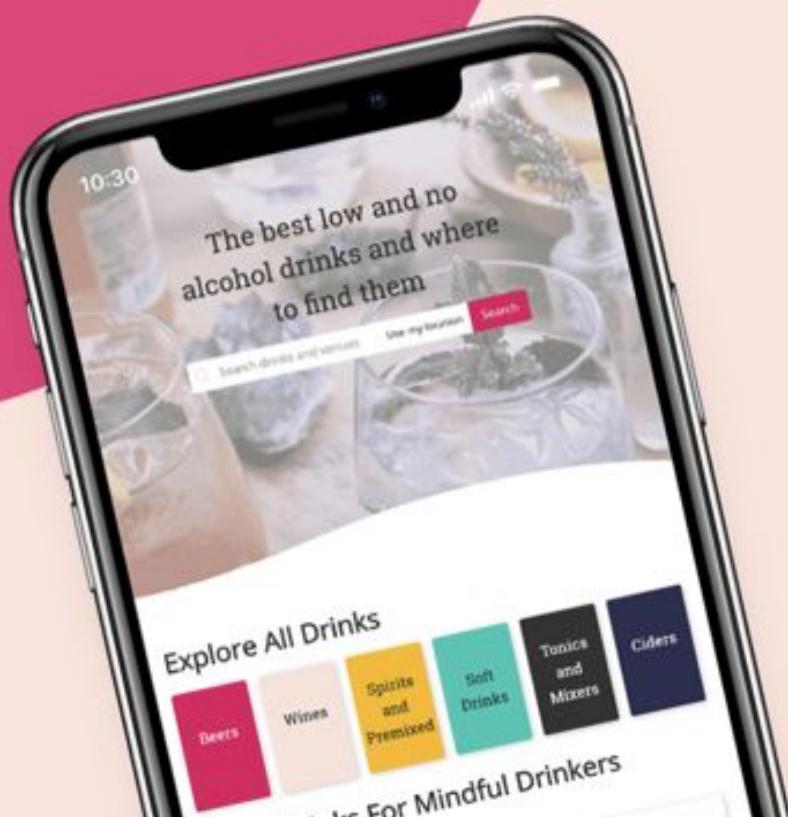 10:30
The best low and no
alcohol drinks and where
to find them
Search drinks and venues
Use my location
Search
Explore All Drinks
Beers
Wines
Spirits
and
Premixed
Soft
Drinks
Tonics
and
Mixers
Ciders
For Mindful Drinkers